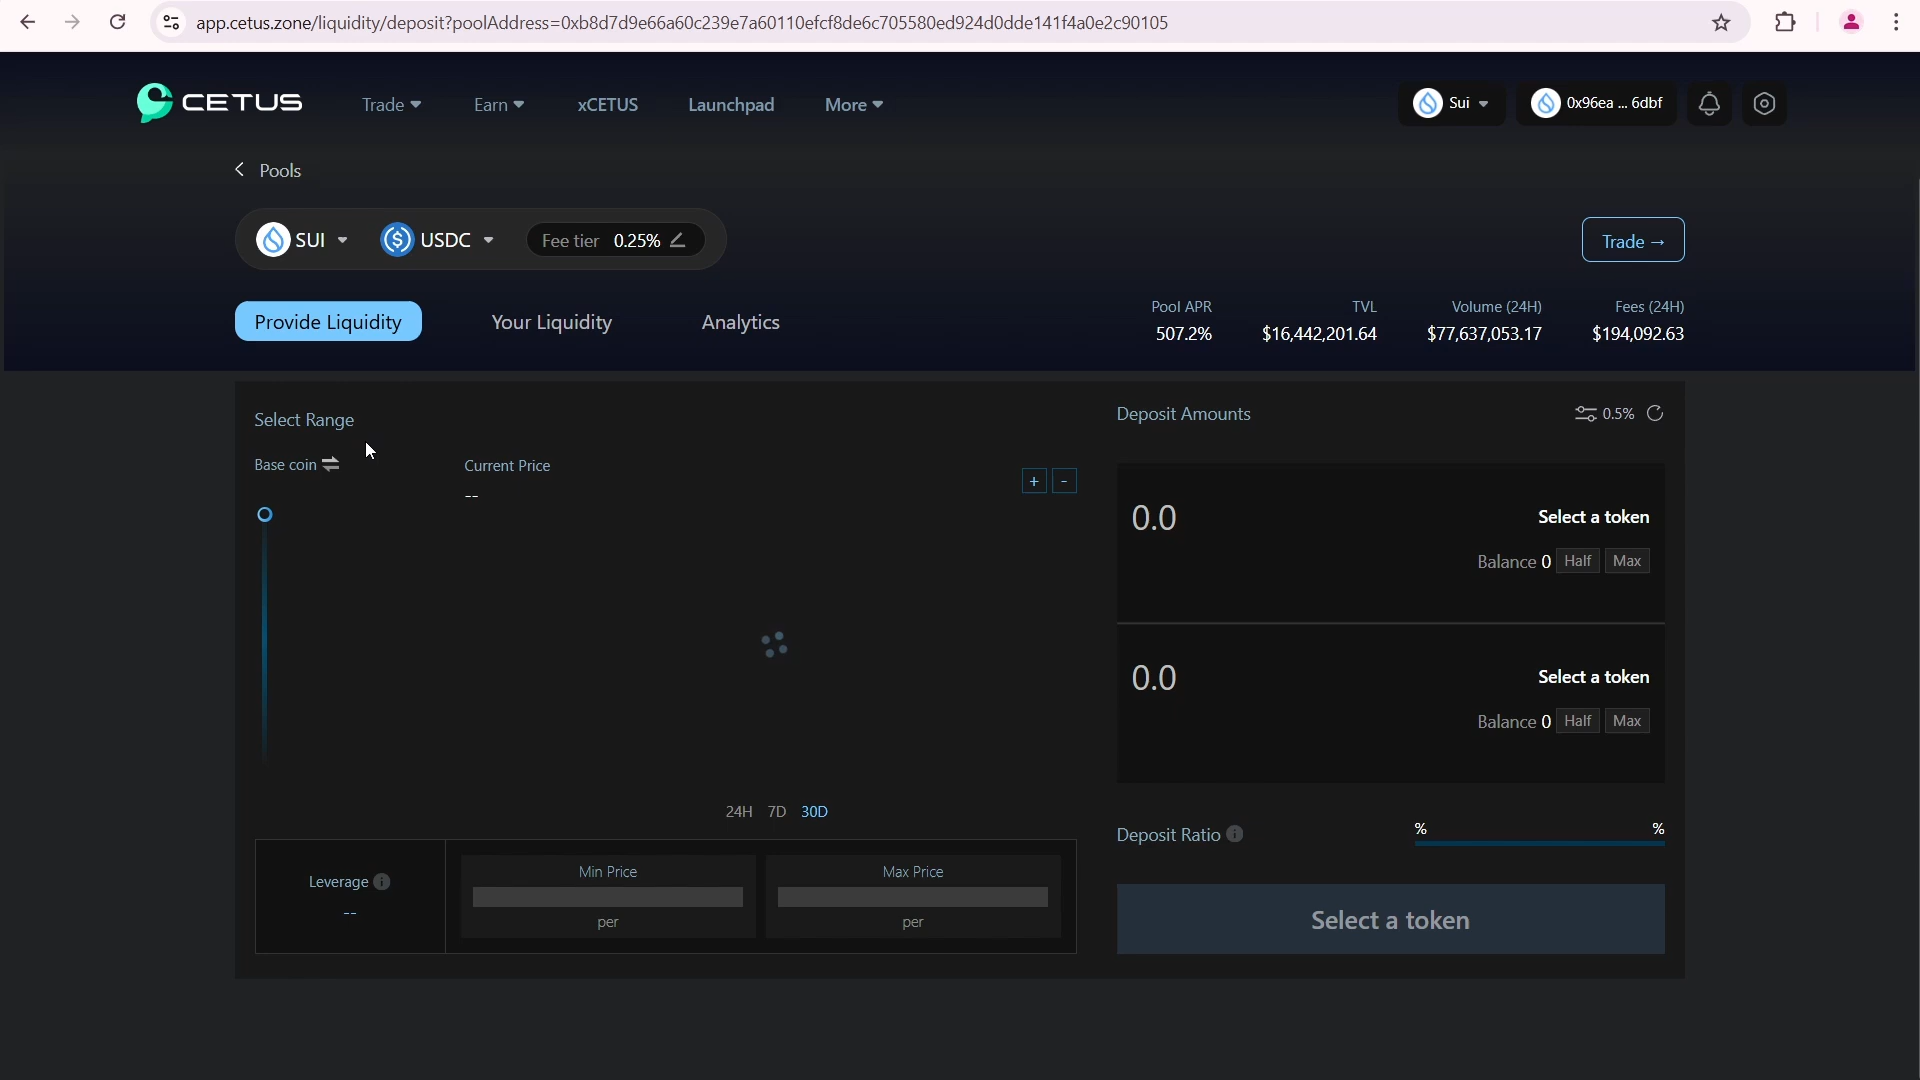 app.cetus.zone/liquidity/deposit?poolAddress=0xb8d7d9e66a60c239e7a60110efcf8de6c705580ed924d0dde141f4a0e2c90105
CETUS
Trade
Earn
xCETUS
Launchpad
More
Sui
0x96ea ... 6dbf
Pools
SUI
USDC
Fee tier 0.25%
Trade →
Provide Liquidity
Your Liquidity
Analytics
Pool APR
507.2%
TVL
$16,442,201.64
Volume (24H)
$77,637,053.17
Fees (24H)
$194,092.63
Select Range
Base coin
Current Price
--
+ -
24H 7D 30D
Leverage
--
Min Price
per
Max Price
per
Deposit Amounts
0.5%
0.0
Select a token
Balance 0 Half Max
0.0
Select a token
Balance 0 Half Max
Deposit Ratio
% %
Select a token